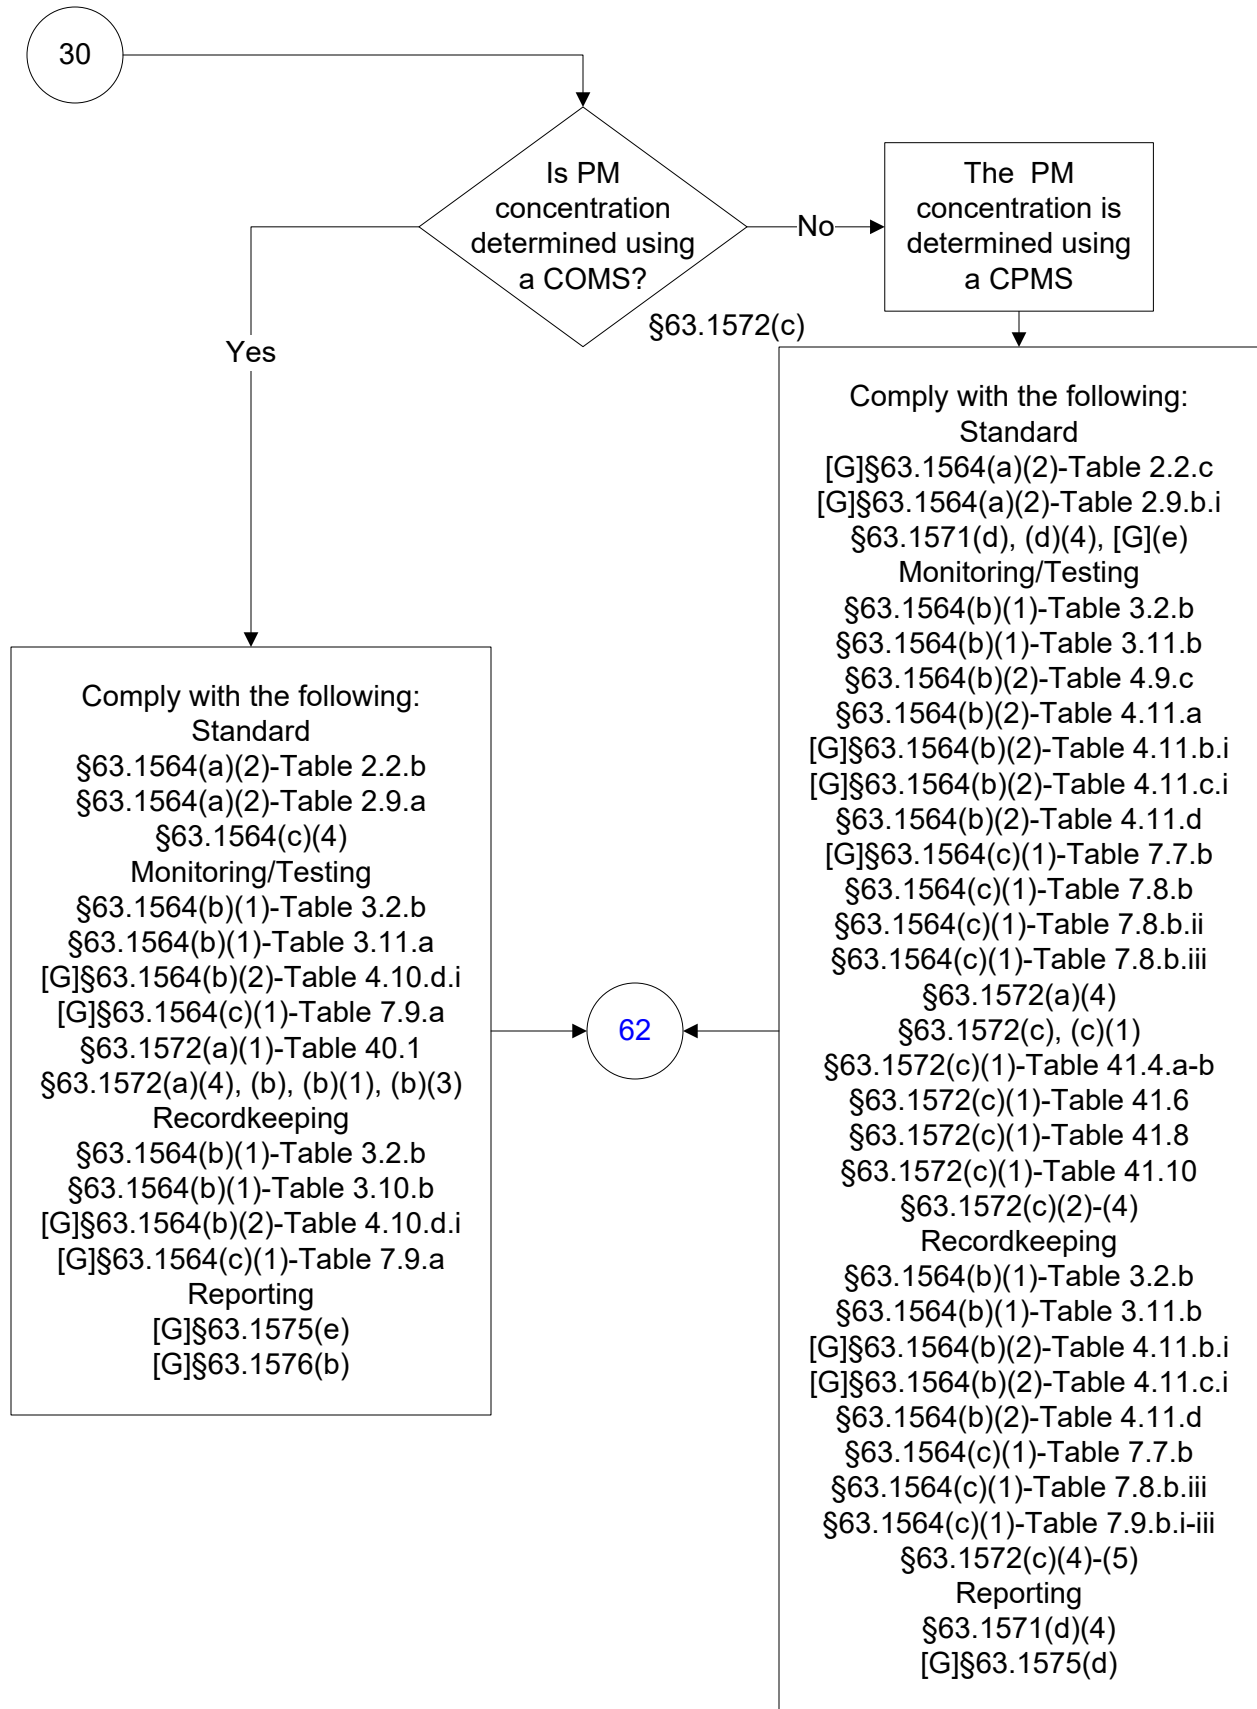 30
Is PM
concentration
determined using
a COMS?
No
The PM
concentration is
determined using
a CPMS
§63.1572(c)
Yes
Comply with the following:
Standard
§63.1564(a)(2)-Table 2.2.b
§63.1564(a)(2)-Table 2.9.a
§63.1564(c)(4)
Monitoring/Testing
§63.1564(b)(1)-Table 3.2.b
§63.1564(b)(1)-Table 3.11.a
[G]§63.1564(b)(2)-Table 4.10.d.i
[G]§63.1564(c)(1)-Table 7.9.a
§63.1572(a)(1)-Table 40.1
§63.1572(a)(4), (b), (b)(1), (b)(3)
Recordkeeping
§63.1564(b)(1)-Table 3.2.b
§63.1564(b)(1)-Table 3.10.b
[G]§63.1564(b)(2)-Table 4.10.d.i
[G]§63.1564(c)(1)-Table 7.9.a
Reporting
[G]§63.1575(e)
[G]§63.1576(b)
62
Comply with the following:
Standard
[G]§63.1564(a)(2)-Table 2.2.c
[G]§63.1564(a)(2)-Table 2.9.b.i
§63.1571(d), (d)(4), [G](e)
Monitoring/Testing
§63.1564(b)(1)-Table 3.2.b
§63.1564(b)(1)-Table 3.11.b
§63.1564(b)(2)-Table 4.9.c
§63.1564(b)(2)-Table 4.11.a
[G]§63.1564(b)(2)-Table 4.11.b.i
[G]§63.1564(b)(2)-Table 4.11.c.i
§63.1564(b)(2)-Table 4.11.d
[G]§63.1564(c)(1)-Table 7.7.b
§63.1564(c)(1)-Table 7.8.b
§63.1564(c)(1)-Table 7.8.b.ii
§63.1564(c)(1)-Table 7.8.b.iii
§63.1572(a)(4)
§63.1572(c), (c)(1)
§63.1572(c)(1)-Table 41.4.a-b
§63.1572(c)(1)-Table 41.6
§63.1572(c)(1)-Table 41.8
§63.1572(c)(1)-Table 41.10
§63.1572(c)(2)-(4)
Recordkeeping
§63.1564(b)(1)-Table 3.2.b
§63.1564(b)(1)-Table 3.11.b
[G]§63.1564(b)(2)-Table 4.11.b.i
[G]§63.1564(b)(2)-Table 4.11.c.i
§63.1564(b)(2)-Table 4.11.d
§63.1564(c)(1)-Table 7.7.b
§63.1564(c)(1)-Table 7.8.b.iii
§63.1564(c)(1)-Table 7.9.b.i-iii
§63.1572(c)(4)-(5)
Reporting
§63.1571(d)(4)
[G]§63.1575(d)